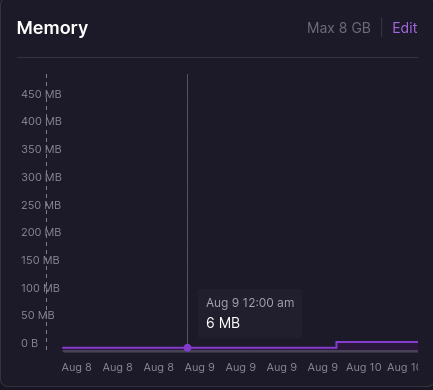 Memory
Max 8 GB
Edit
450 MB
400 MB
350 MB
300 MB
250 MB
200 MB
150 MB
100 MB
50 MB
0 B
Aug 9 12:00 am
6 MB
Aug 8 Aug 8 Aug 8 Aug 9 Aug 9 Aug 9 Aug 9 Aug 10 Aug 10